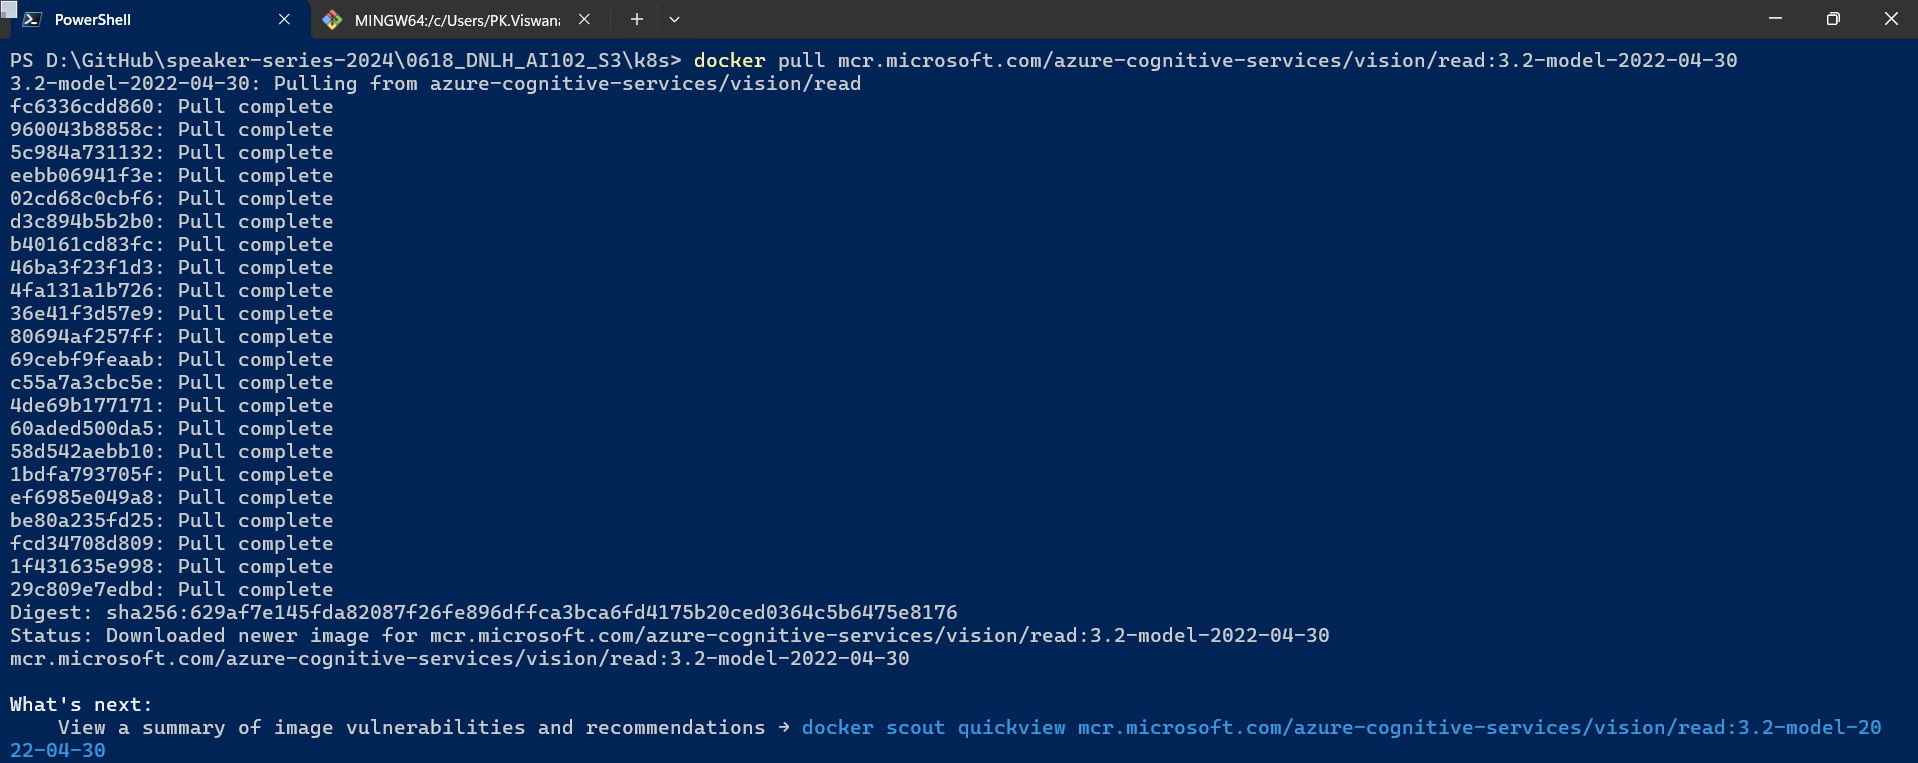 PowerShell
MINGW64:/c/Users/PK.Viswana
PS D:\GitHub\speaker-series-2024\0618_DNLH_AI102_S3\k8s> docker pull mcr.microsoft.com/azure-cognitive-services/vision/read:3.2-model-2022-04-30
3.2-model-2022-04-30: Pulling from azure-cognitive-services/vision/read
fc6336cdd860: Pull complete
960043b8858c: Pull complete
5c984a731132: Pull complete
eebb06941f3e: Pull complete
02cd68c0cbf6: Pull complete
d3c894b5b2b0: Pull complete
b40161cd83fc: Pull complete
46ba3f23f1d3: Pull complete
4fa131a1b726: Pull complete
36e41f3d57e9: Pull complete
80694af257ff: Pull complete
69cebf9feaab: Pull complete
c55a7a3cbc5e: Pull complete
4de69b177171: Pull complete
60aded500da5: Pull complete
58d542aebb10: Pull complete
1bdfa793705f: Pull complete
ef6985e049a8: Pull complete
be80a235fd25: Pull complete
fcd34708d809: Pull complete
1f431635e998: Pull complete
29c809e7edbd: Pull complete
Digest: sha256:629af7e145fda82087f26fe896dffca3bca6fd4175b20ced0364c5b6475e8176
Status: Downloaded newer image for mcr.microsoft.com/azure-cognitive-services/vision/read:3.2-model-2022-04-30
mcr.microsoft.com/azure-cognitive-services/vision/read:3.2-model-2022-04-30
What's next:
View a summary of image vulnerabilities and recommendations → docker scout quickview mcr.microsoft.com/azure-cognitive-services/vision/read:3.2-model-20
22-04-30